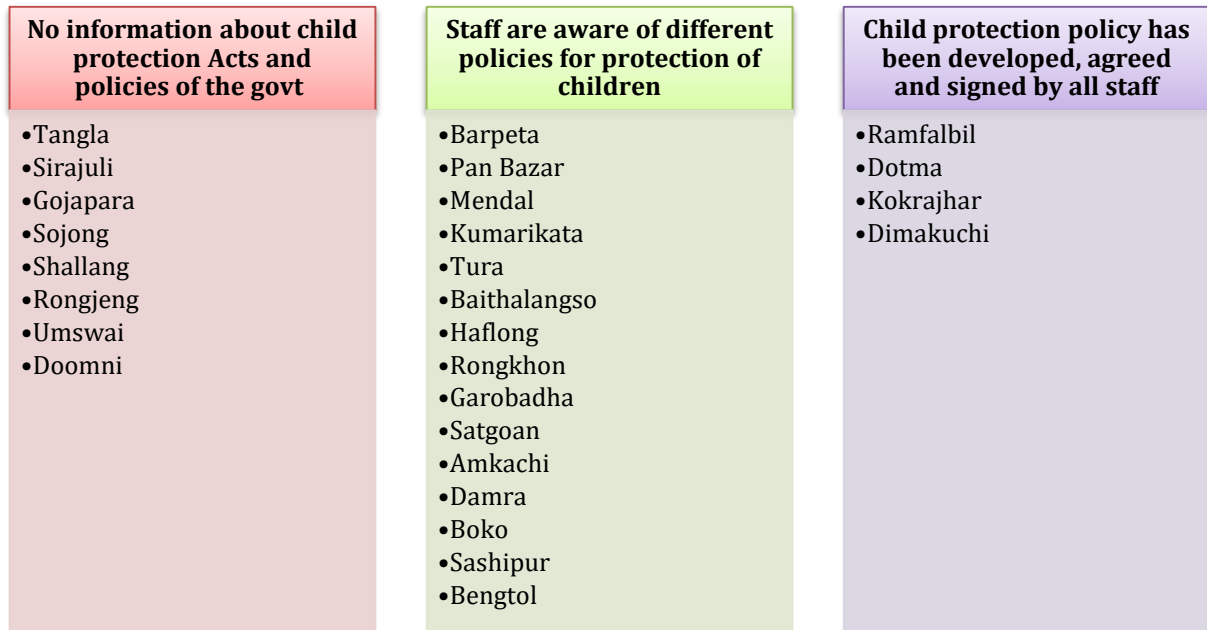 No information about child
protection Acts and
policies of the govt
•Tangla
•Sirajuli
•Gojapara
•Sojong
•Shallang
•Rongjeng
•Umswai
•Doomni
Staff are aware of different
policies for protection of
children
•Barpeta
•Pan Bazar
•Mendal
•Kumarikata
•Tura
•Baithalangso
•Haflong
•Rongkhon
•Garobadha
•Satgoan
•Amkachi
•Damra
•Boko
•Sashipur
•Bengtol
Child protection policy has
been developed, agreed
and signed by all staff
•Ramfalbil
•Dotma
•Kokrajhar
•Dimakuchi